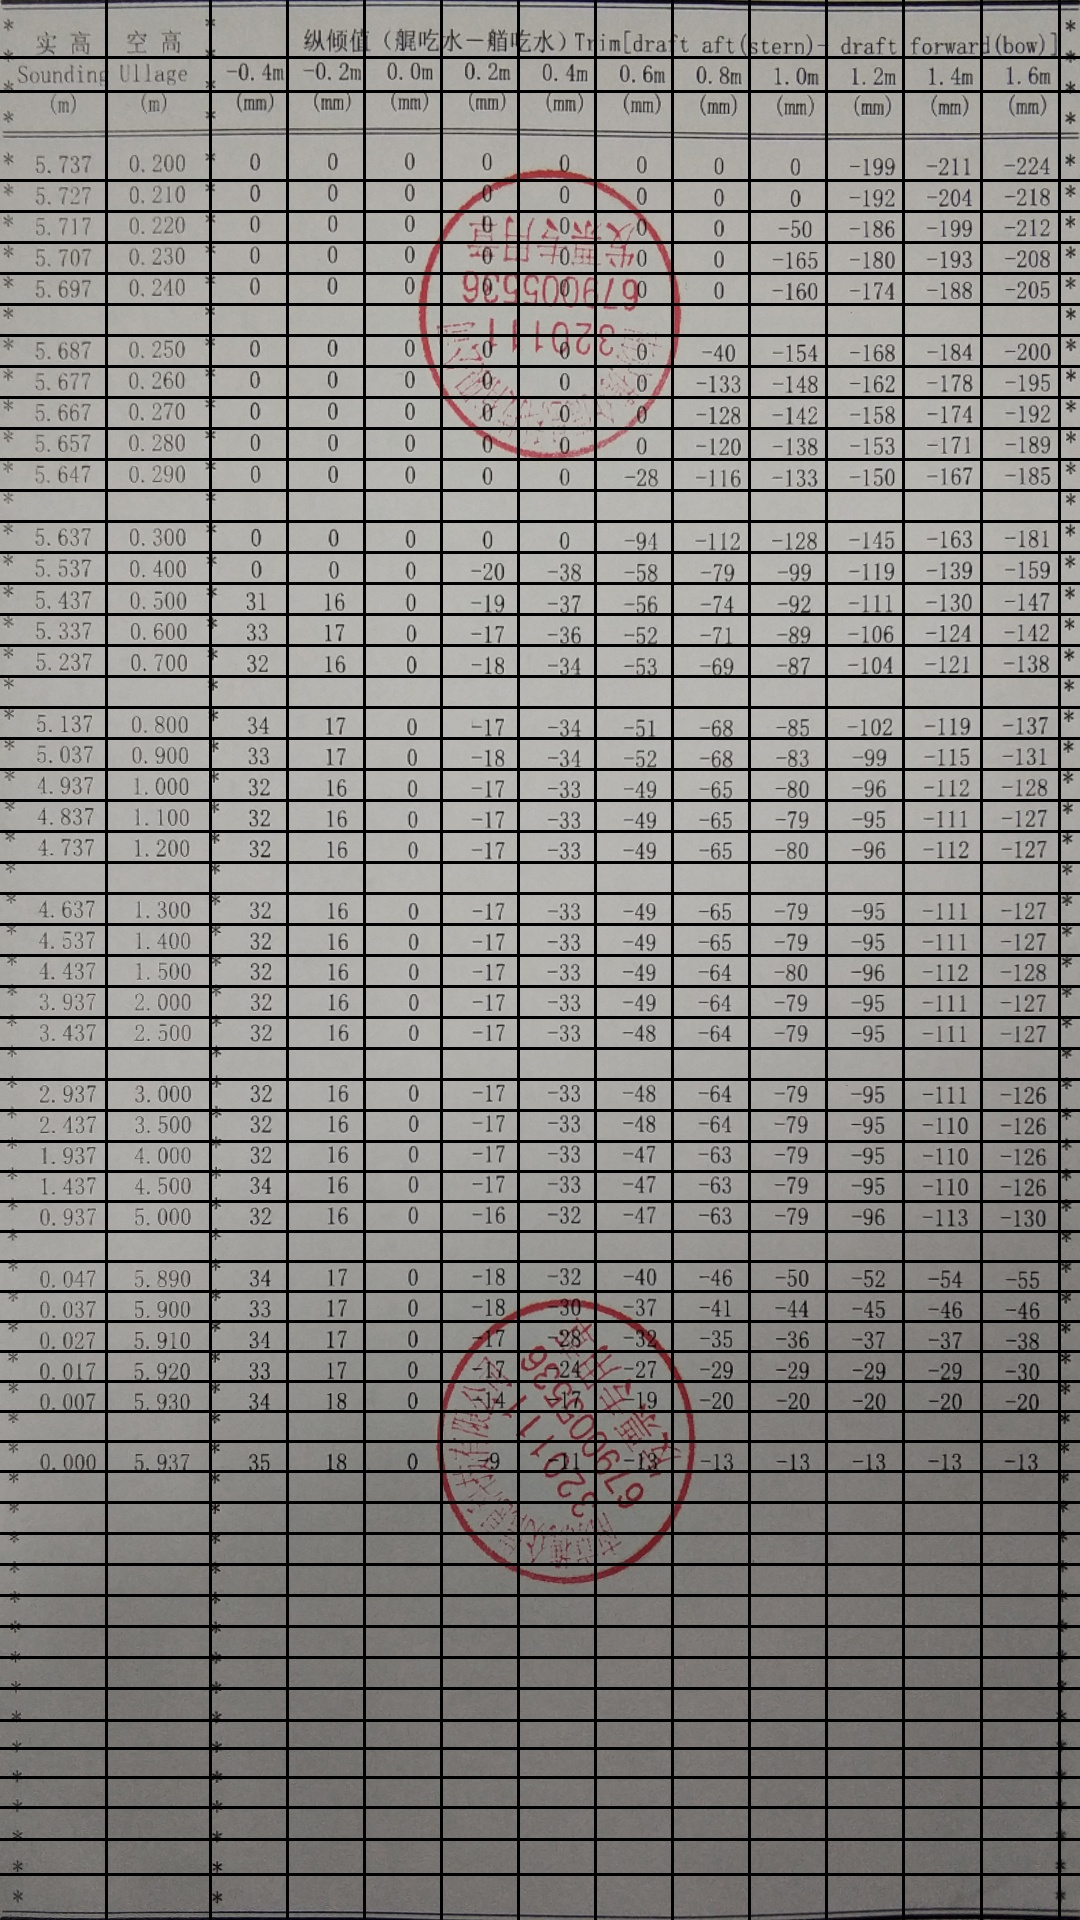 * 实 高 空 高 * 纵倾值（艉吃水－艏吃水）Trim[draft aft(stern)- draft forward(bow)] *
* Sounding Ullage * -0.4m -0.2m 0.0m 0.2m 0.4m 0.6m 0.8m 1.0m 1.2m 1.4m 1.6m *
* (m) (m) * (mm) (mm) (mm) (mm) (mm) (mm) (mm) (mm) (mm) (mm) (mm) *
* 5.737 0.200 * 0 0 0 0 0 0 0 0 -199 -211 -224 *
* 5.727 0.210 * 0 0 0 0 0 0 0 0 -192 -204 -218 *
* 5.717 0.220 * 0 0 0 0 0 0 0 -50 -186 -199 -212 *
* 5.707 0.230 * 0 0 0 0 0 0 0 -165 -180 -193 -208 *
* 5.697 0.240 * 0 0 0 0 0 0 0 -160 -174 -188 -205 *
* * *
* 5.687 0.250 * 0 0 0 0 0 0 -40 -154 -168 -184 -200 *
* 5.677 0.260 * 0 0 0 0 0 0 -133 -148 -162 -178 -195 *
* 5.667 0.270 * 0 0 0 0 0 0 -128 -142 -158 -174 -192 *
* 5.657 0.280 * 0 0 0 0 0 0 -120 -138 -153 -171 -189 *
* 5.647 0.290 * 0 0 0 0 0 -28 -116 -133 -150 -167 -185 *
* * *
* 5.637 0.300 * 0 0 0 0 0 -94 -112 -128 -145 -163 -181 *
* 5.537 0.400 * 0 0 0 -20 -38 -58 -79 -99 -119 -139 -159 *
* 5.437 0.500 * 31 16 0 -19 -37 -56 -74 -92 -111 -130 -147 *
* 5.337 0.600 * 33 17 0 -17 -36 -52 -71 -89 -106 -124 -142 *
* 5.237 0.700 * 32 16 0 -18 -34 -53 -69 -87 -104 -121 -138 *
* * *
* 5.137 0.800 * 34 17 0 -17 -34 -51 -68 -85 -102 -119 -137 *
* 5.037 0.900 * 33 17 0 -18 -34 -52 -68 -83 -99 -115 -131 *
* 4.937 1.000 * 32 16 0 -17 -33 -49 -65 -80 -96 -112 -128 *
* 4.837 1.100 * 32 16 0 -17 -33 -49 -65 -79 -95 -111 -127 *
* 4.737 1.200 * 32 16 0 -17 -33 -49 -65 -80 -96 -112 -127 *
* * *
* 4.637 1.300 * 32 16 0 -17 -33 -49 -65 -79 -95 -111 -127 *
* 4.537 1.400 * 32 16 0 -17 -33 -49 -65 -79 -95 -111 -127 *
* 4.437 1.500 * 32 16 0 -17 -33 -49 -64 -80 -96 -112 -128 *
* 3.937 2.000 * 32 16 0 -17 -33 -49 -64 -79 -95 -111 -127 *
* 3.437 2.500 * 32 16 0 -17 -33 -48 -64 -79 -95 -111 -127 *
* * *
* 2.937 3.000 * 32 16 0 -17 -33 -48 -64 -79 -95 -111 -126 *
* 2.437 3.500 * 32 16 0 -17 -33 -48 -64 -79 -95 -110 -126 *
* 1.937 4.000 * 32 16 0 -17 -33 -47 -63 -79 -95 -110 -126 *
* 1.437 4.500 * 34 16 0 -17 -33 -47 -63 -79 -95 -110 -126 *
* 0.937 5.000 * 32 16 0 -16 -32 -47 -63 -79 -96 -113 -130 *
* * *
* 0.047 5.890 * 34 17 0 -18 -32 -40 -46 -50 -52 -54 -55 *
* 0.037 5.900 * 33 17 0 -18 -30 -37 -41 -44 -45 -46 -46 *
* 0.027 5.910 * 34 17 0 -17 -28 -32 -35 -36 -37 -37 -38 *
* 0.017 5.920 * 33 17 0 -17 -24 -27 -29 -29 -29 -29 -30 *
* 0.007 5.930 * 34 18 0 -14 -17 -19 -20 -20 -20 -20 -20 *
* * *
* 0.000 5.937 * 35 18 0 -9 -11 -13 -13 -13 -13 -13 -13 *
320111
679005536
专用章
320111
679005536
专用章